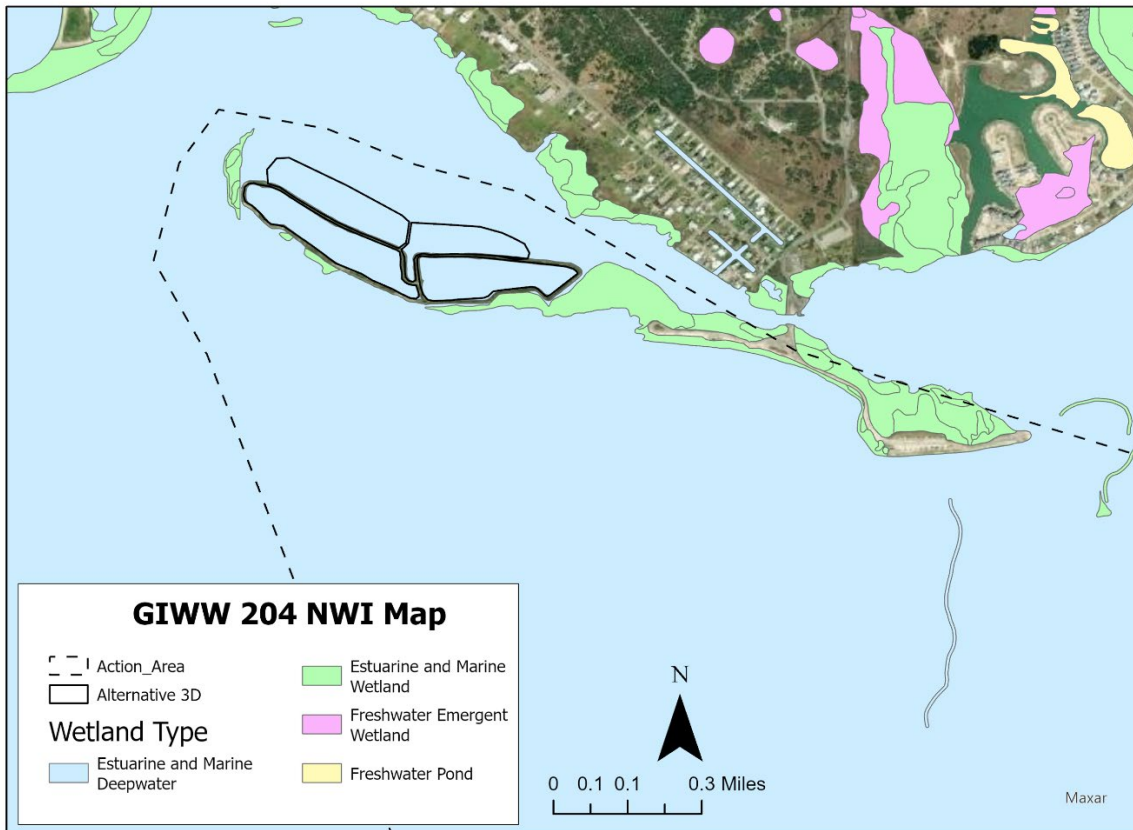 GIWW 204 NWI Map
Action_Area
Alternative 3D
Wetland Type
Estuarine and Marine
Deepwater
Estuarine and Marine
Wetland
Freshwater Emergent
Wetland
Freshwater Pond
N
0 0.1 0.1 0.3 Miles
Maxar